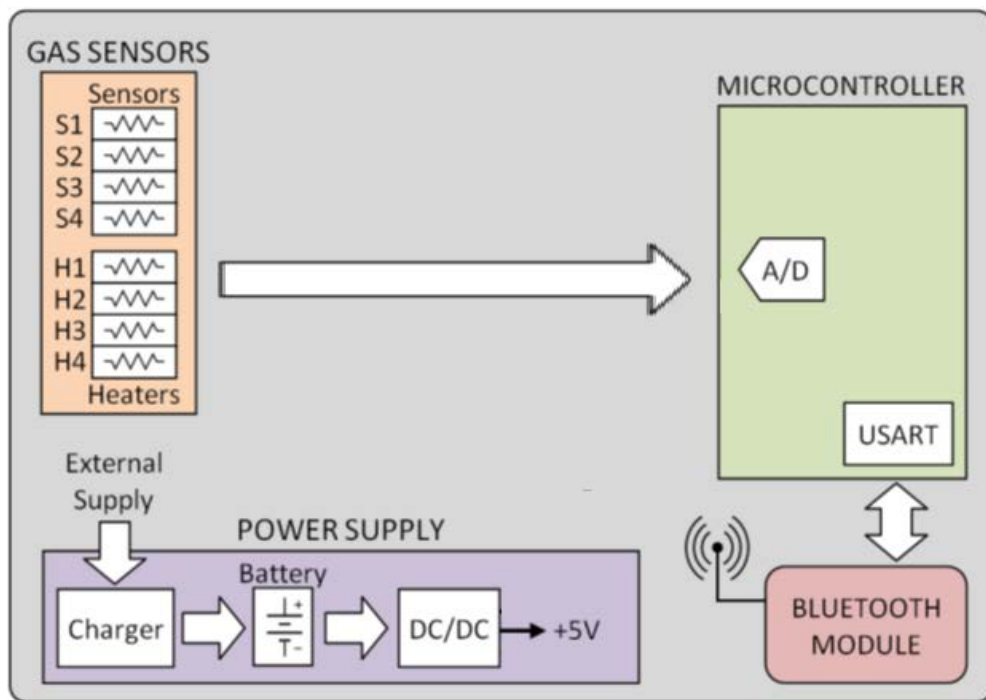 GAS SENSORS
Sensors
S1
S2
S3
S4
H1
H2
H3
H4
Heaters
MICROCONTROLLER
A/D
USART
External
Supply
POWER SUPPLY
Battery
Charger
+
-
DC/DC
+5V
BLUETOOTH
MODULE